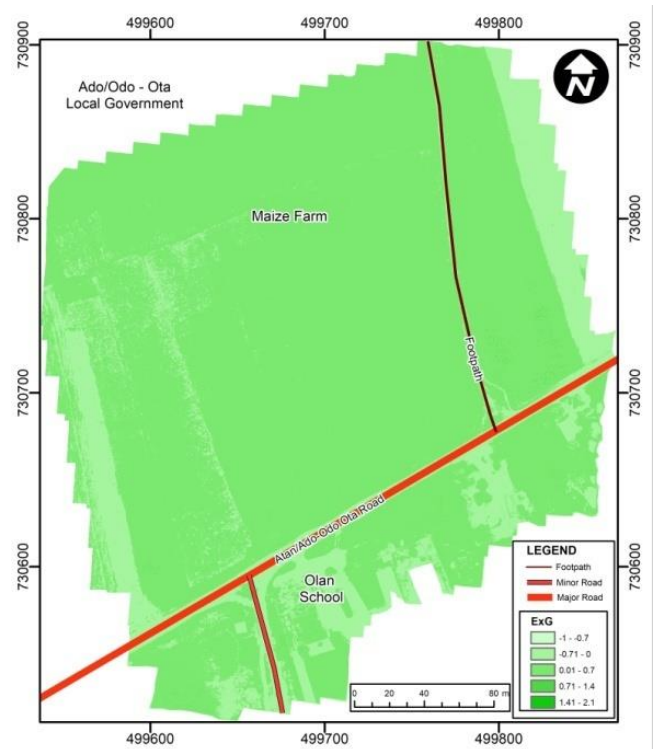 499600
499700
499800
730900
730900
Ado/Odo - Ota
Local Government
N
730800
730800
Maize Farm
Footpath
730700
730700
Atan/Ado-Odo Ota Road
730600
730600
Olan
School
LEGEND
Footpath
Minor Road
Major Road
ExG
-1 - -0.7
-0.71 - 0
0.01 - 0.7
0.71 - 1.4
1.41 - 2.1
0 20 40 80 m
499600
499700
499800